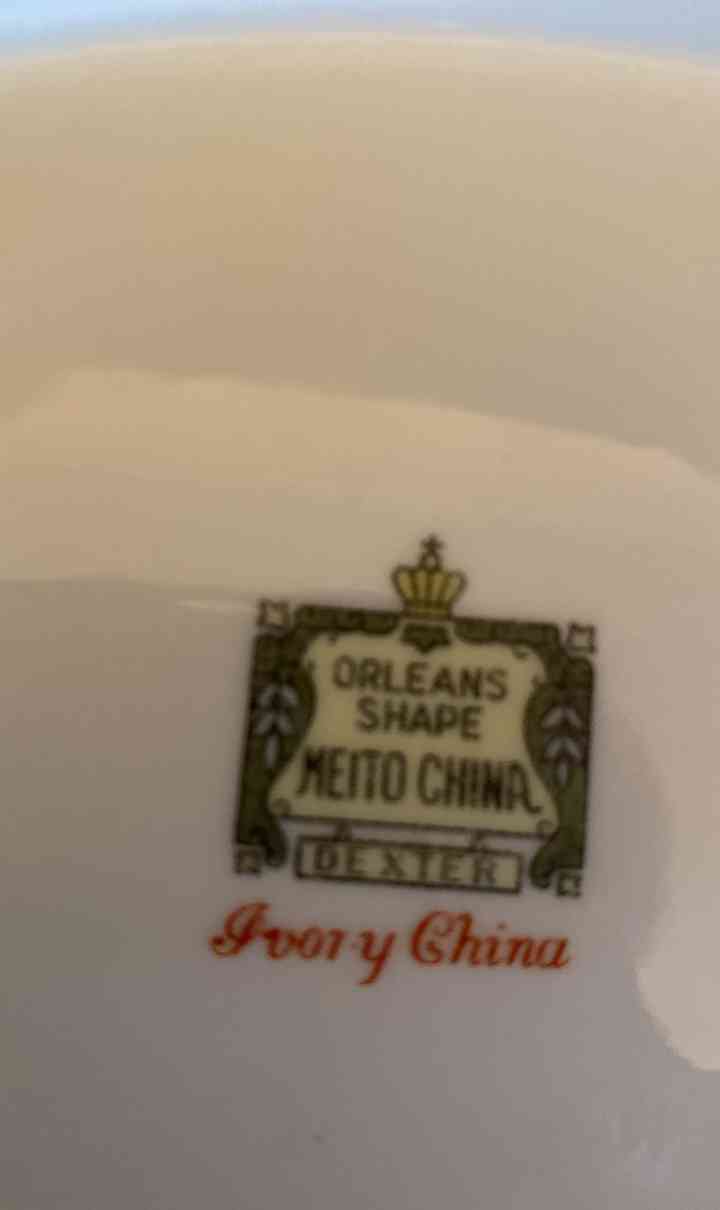 ORLEANS
SHAPE
MEITO CHINA
DEXTER
Ivory China